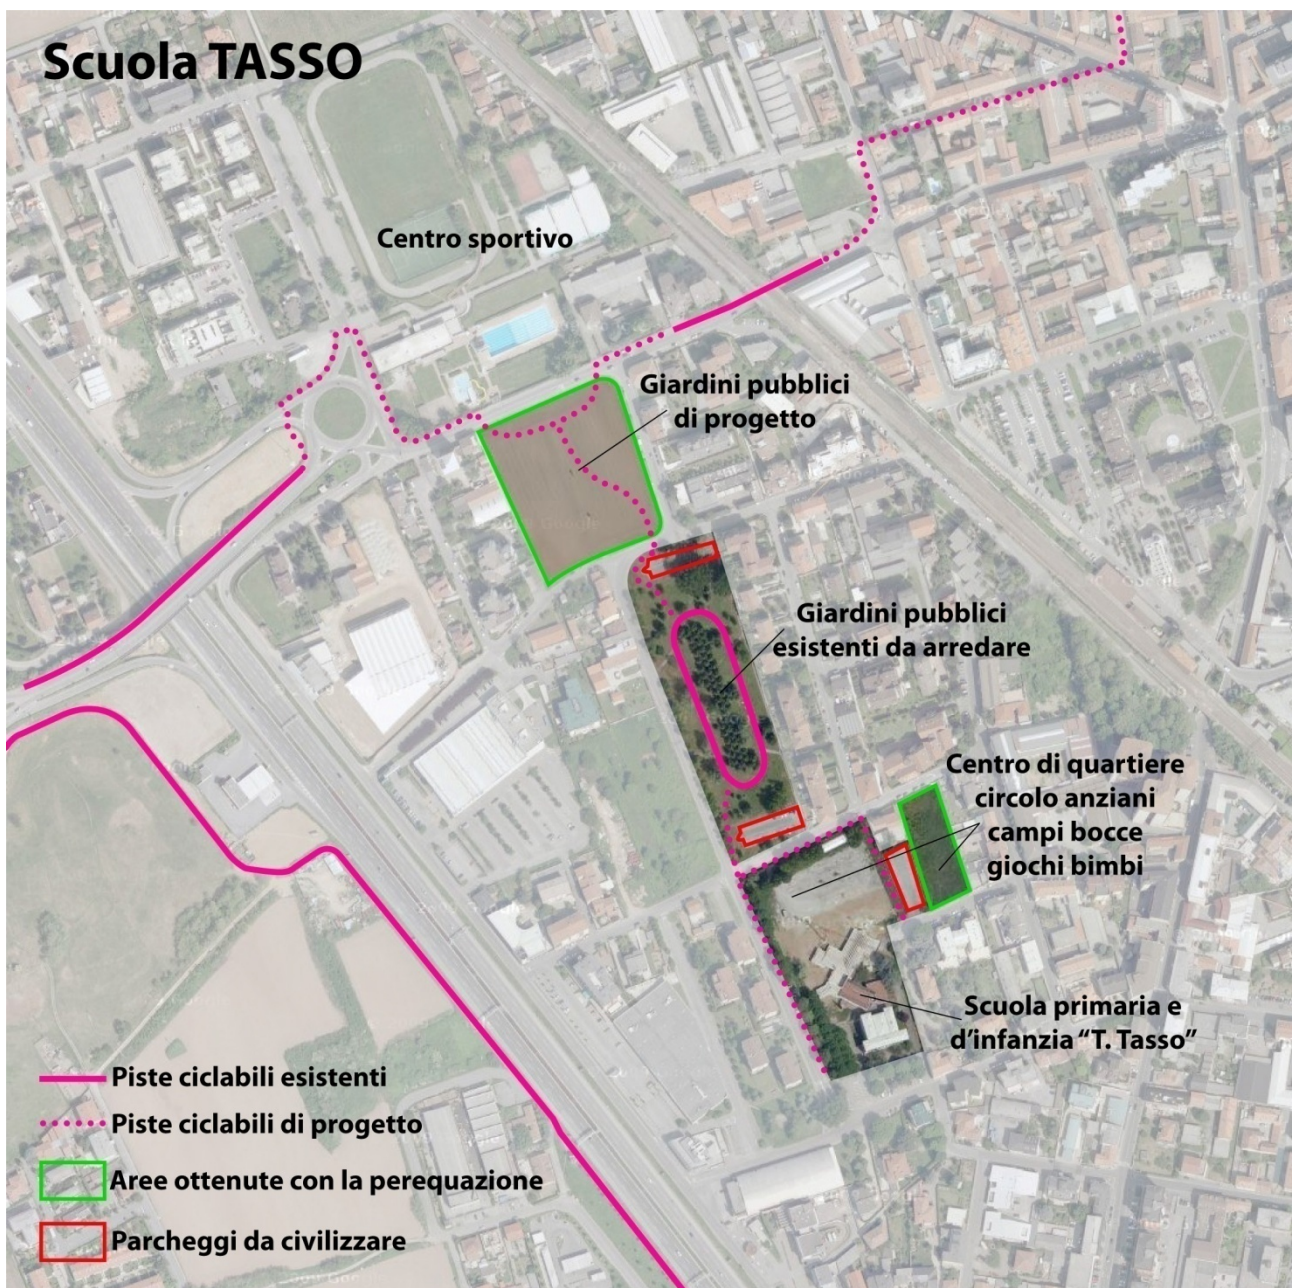 Scuola TASSO
Centro sportivo
Giardini pubblici
di progetto
Giardini pubblici
esistenti da arredare
Centro di quartiere
circolo anziani
campi bocce
giochi bimbi
Scuola primaria e
d'infanzia “T. Tasso”
Piste ciclabili esistenti
Piste ciclabili di progetto
Aree ottenute con la perequazione
Parcheggi da civilizzare